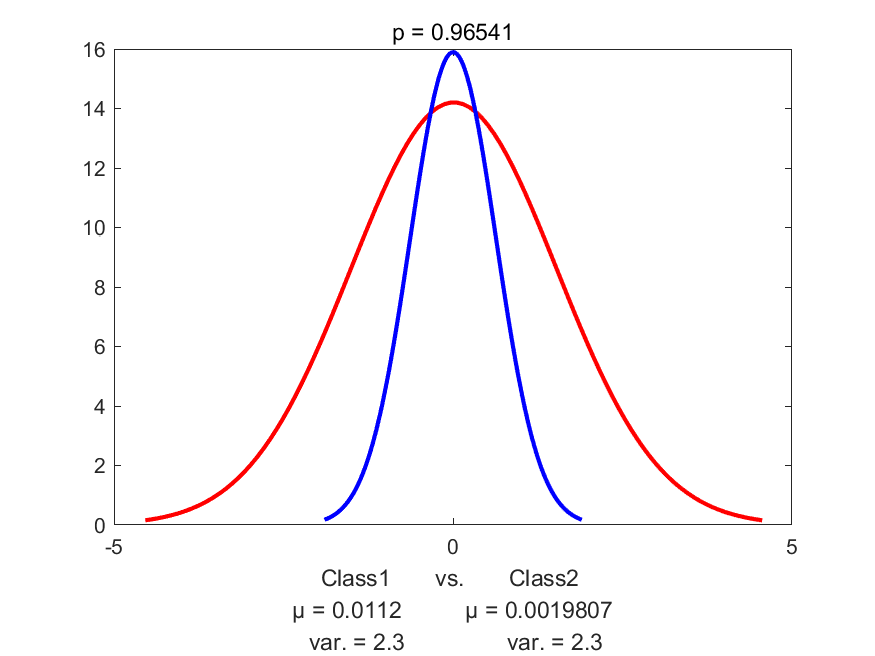 p = 0.96541
16
14
12
10
8
6
4
2
0
-5 0 5
Class1 vs. Class2
μ = 0.0112 μ = 0.0019807
var. = 2.3 var. = 2.3